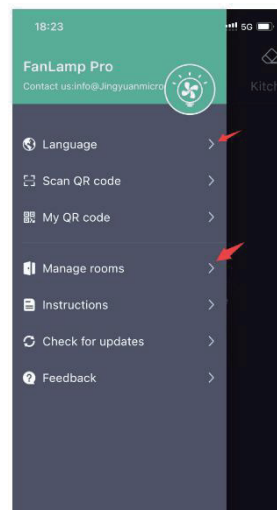 18:23
5G
FanLamp Pro
Contact us:info@Jingyuanmicro
Kitch
Language
Scan QR code
My QR code
Manage rooms
Instructions
Check for updates
Feedback